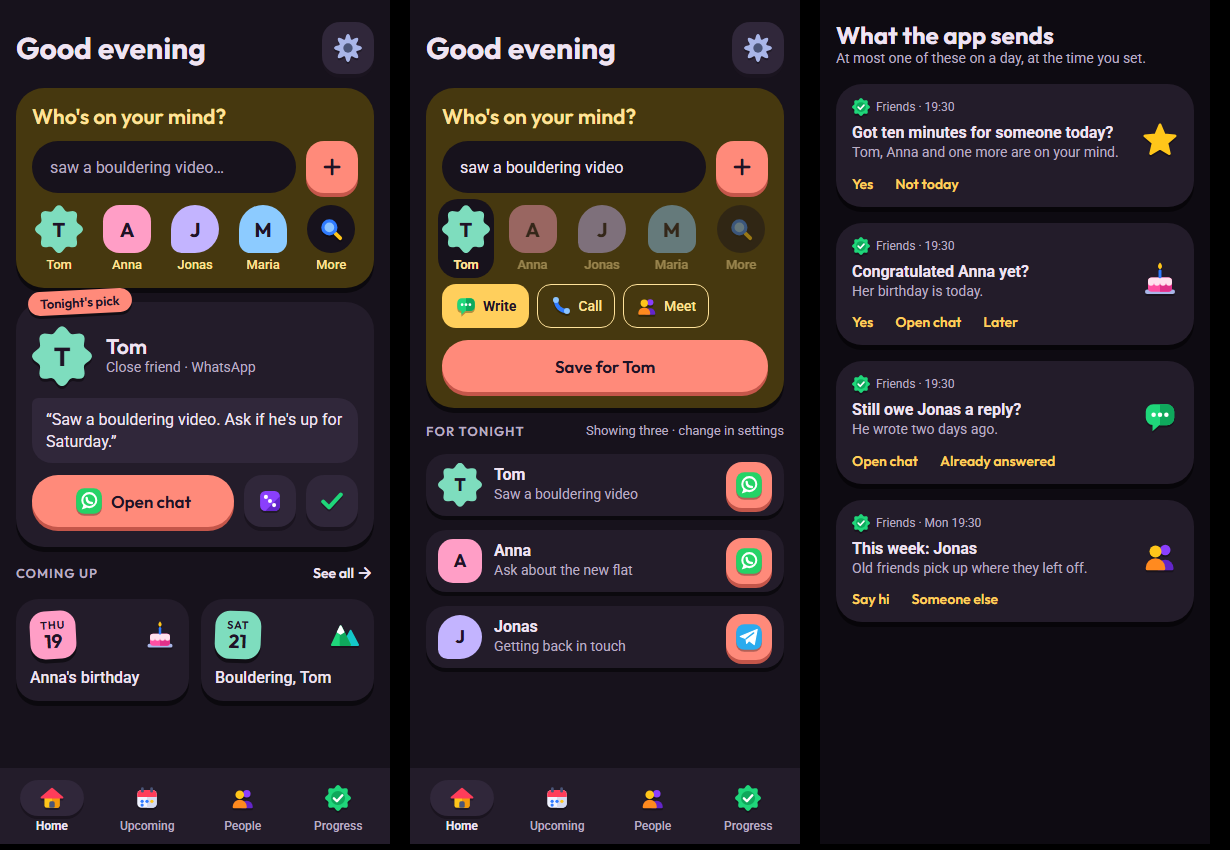 Good evening
Who's on your mind?
saw a bouldering video...
+
T
A
J
M
Tom
Anna
Jonas
Maria
More
Tonight's pick
T
Tom
Close friend · WhatsApp
“Saw a bouldering video. Ask if he's up for
Saturday.”
Open chat
COMING UP
See all →
THU
19
Anna's birthday
SAT
21
Bouldering, Tom
Home
Upcoming
People
Progress
Good evening
Who's on your mind?
saw a bouldering video
+
T
A
J
M
Tom
Anna
Jonas
Maria
More
Write
Call
Meet
Save for Tom
FOR TONIGHT
Showing three · change in settings
T
Tom
Saw a bouldering video
A
Anna
Ask about the new flat
J
Jonas
Getting back in touch
Home
Upcoming
People
Progress
What the app sends
At most one of these on a day, at the time you set.
Friends · 19:30
Got ten minutes for someone today?
Tom, Anna and one more are on your mind.
Yes
Not today
Friends · 19:30
Congratulated Anna yet?
Her birthday is today.
Yes
Open chat
Later
Friends · 19:30
Still owe Jonas a reply?
He wrote two days ago.
Open chat
Already answered
Friends · Mon 19:30
This week: Jonas
Old friends pick up where they left off.
Say hi
Someone else